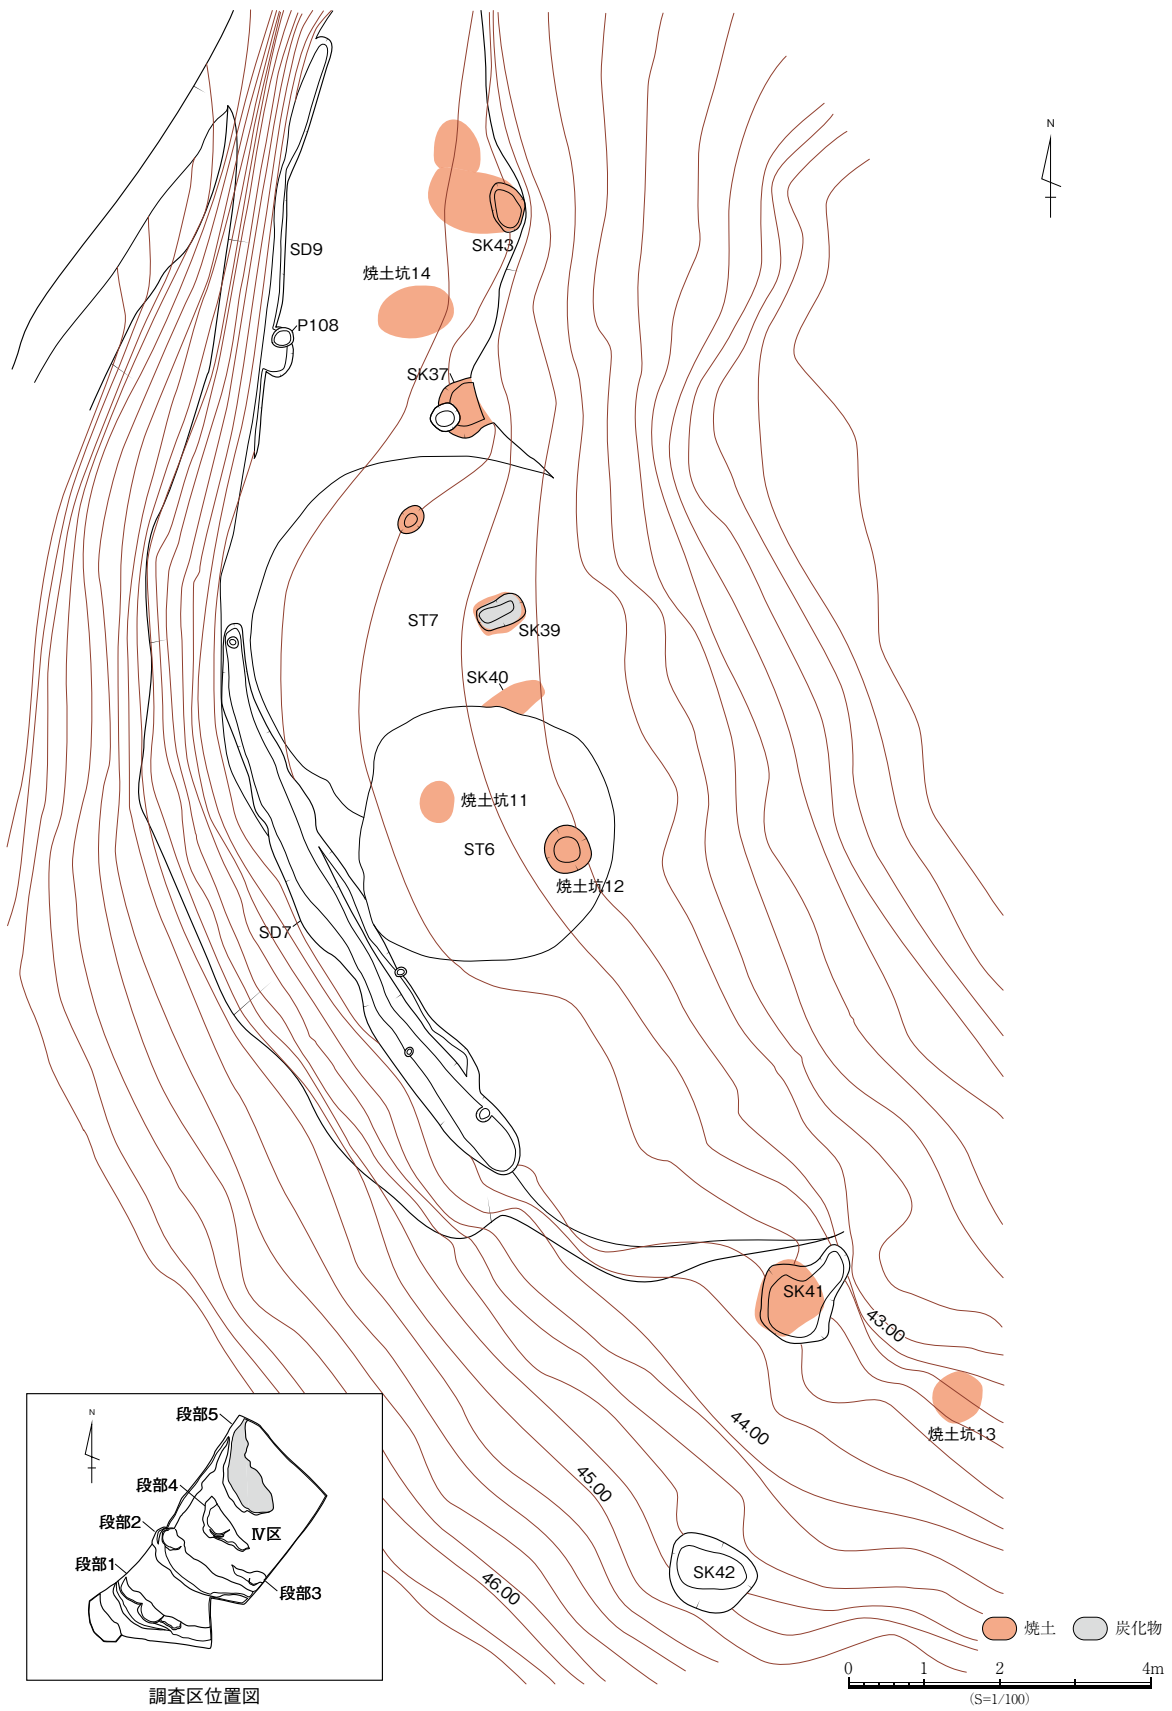 N
SD9
SK43
焼土坑14
P108
SK37
ST7
SK39
SK40
焼土坑11
ST6
焼土坑12
SD7
SK41
43.00
焼土坑13
44.00
45.00
SK42
46.00
N
段部5
段部4
段部2
Ⅳ区
段部1
段部3
調査区位置図
焼土
炭化物
0 1 2 4m
(S=1/100)